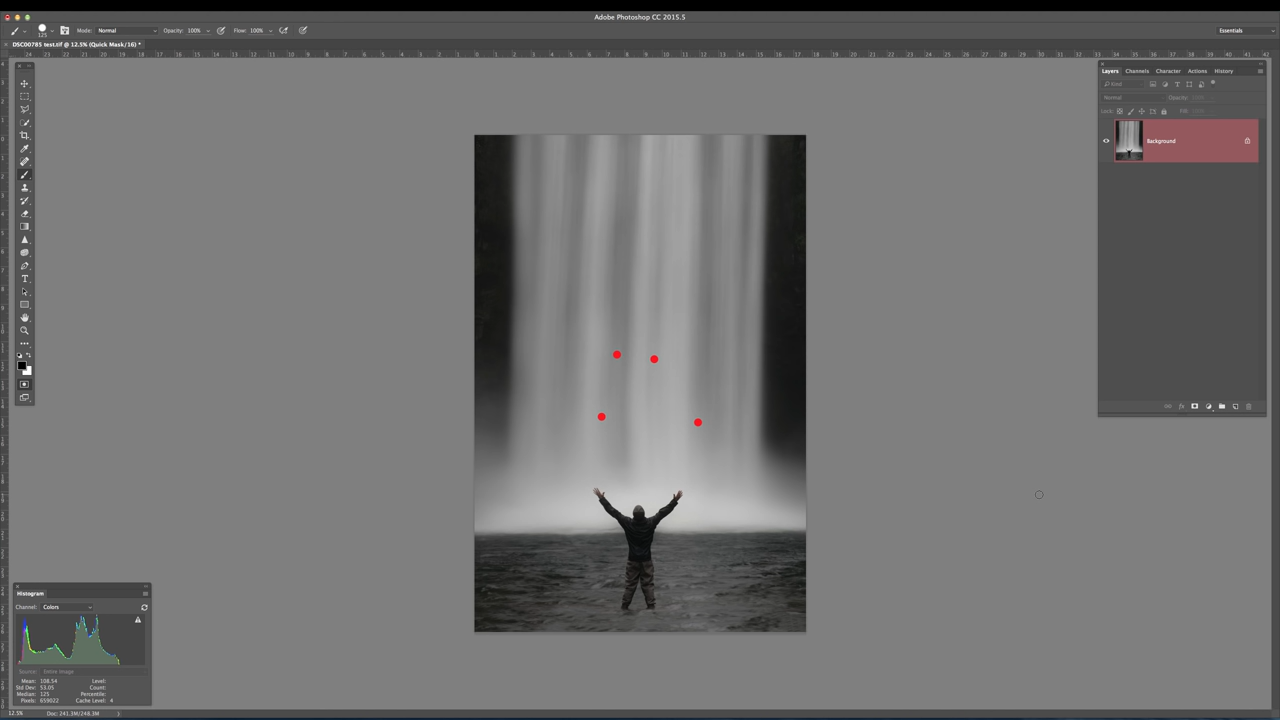 Adobe Photoshop CC 2015.5
125
Mode: Normal
Opacity: 100%
Flow: 100%
Essentials
DSC00785 test.tif @ 12.5% (Quick Mask/16) *
Layers
Channels
Character
Actions
History
Kind
Normal
Opacity:
Lock:
Fill:
Background
fx
Histogram
Channel: Colors
Source: Entire Image
Mean: 108.54 Level:
Std Dev: 53.05 Count:
Median: 125 Percentile:
Pixels: 659022 Cache Level: 4
12.5% Doc: 241.3M/248.3M